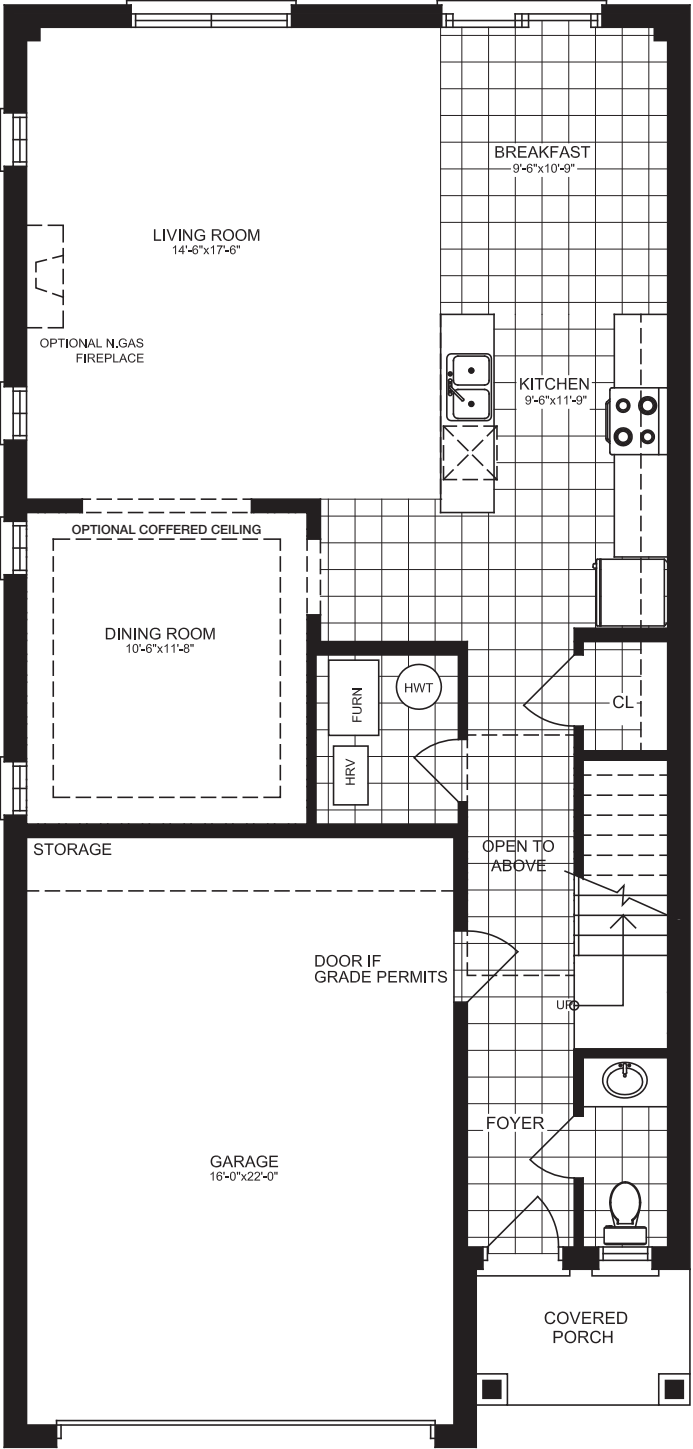 BREAKFAST
9'-6"x10'-9"
LIVING ROOM
14'-6"x17'-6"
OPTIONAL N.GAS
FIREPLACE
KITCHEN
9'-6"x11'-9"
OPTIONAL COFFERED CEILING
DINING ROOM
10'-6"x11'-8"
FURN
HWT
HRV
CL
STORAGE
OPEN TO
ABOVE
DOOR IF
GRADE PERMITS
UP
FOYER
GARAGE
16'-0"x22'-0"
COVERED
PORCH